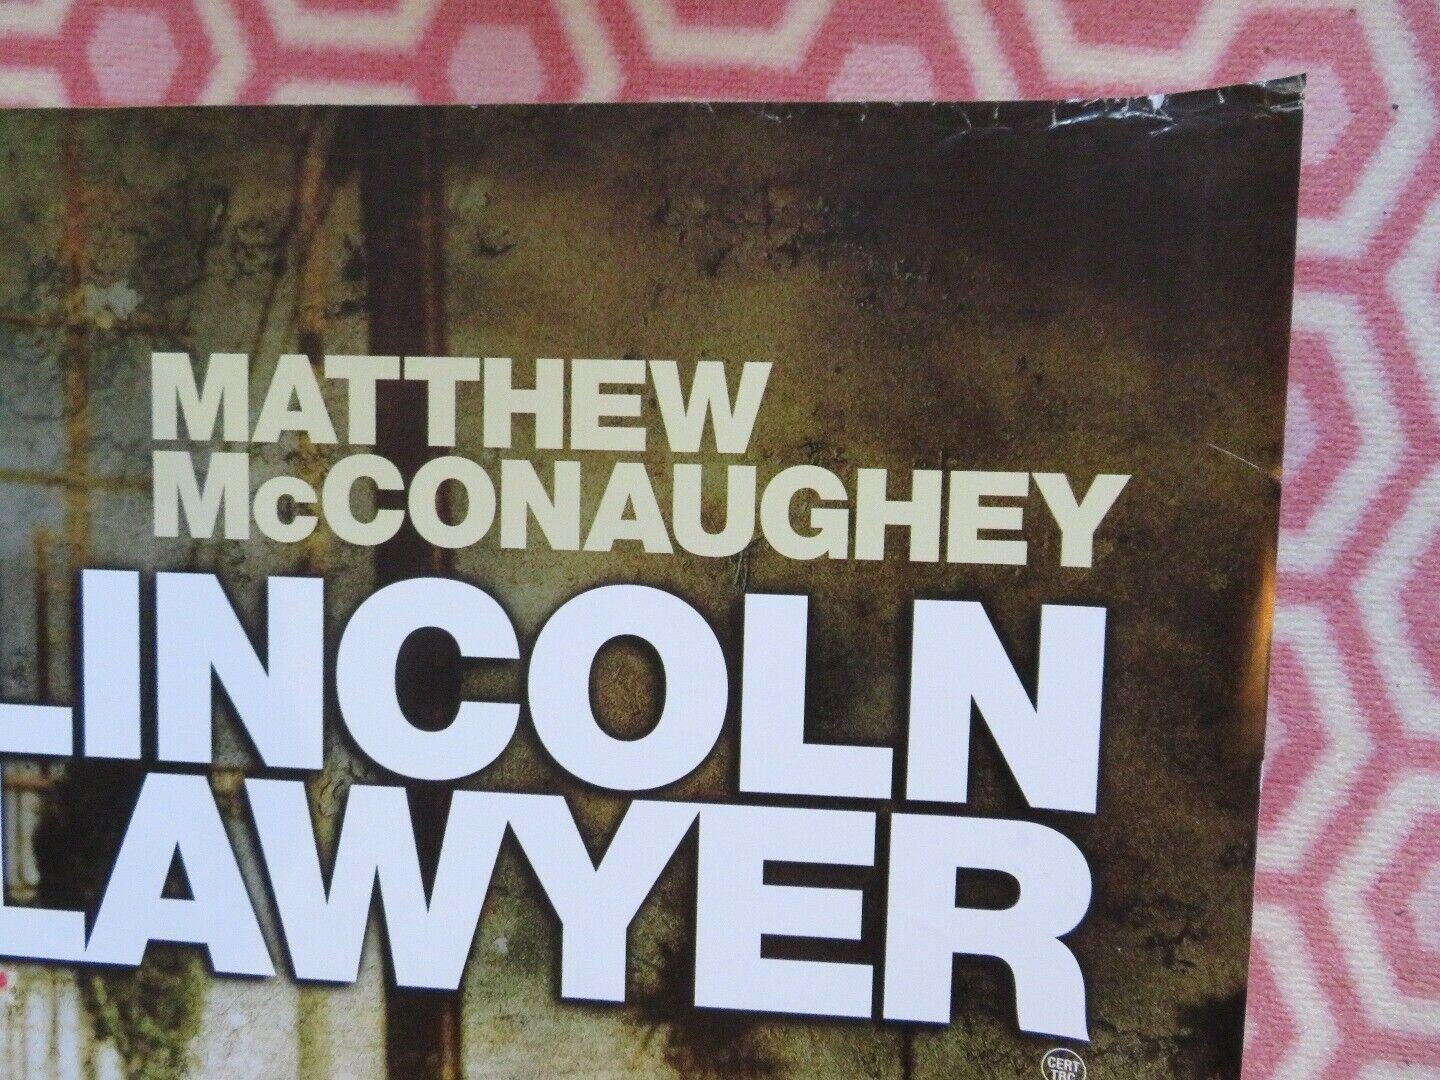 MATTHEW
McCONAUGHEY
LINCOLN
LAWYER
CERT
TBC